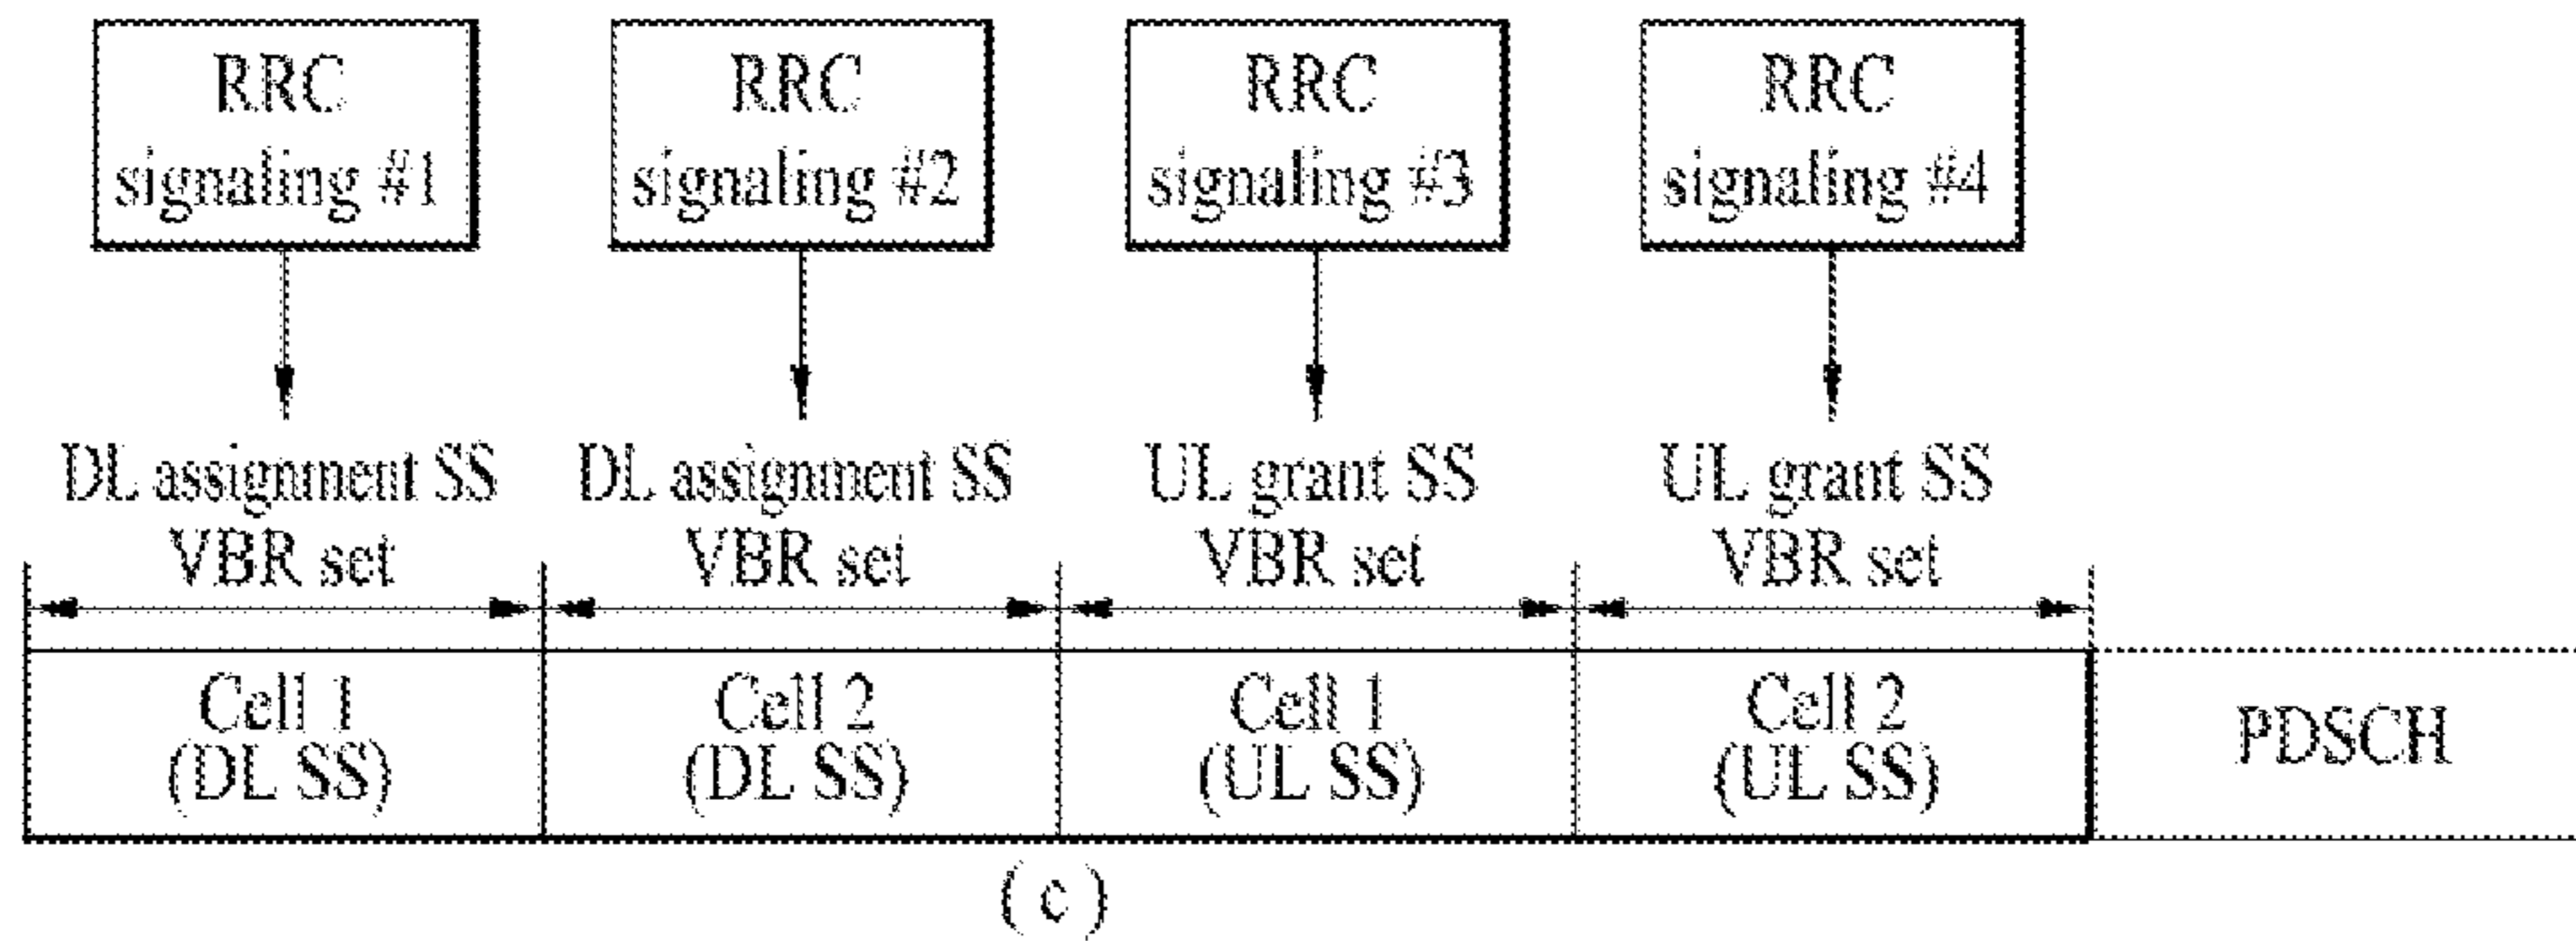 RRC
signaling #1
RRC
signaling #2
RRC
signaling #3
RRC
signaling #4
DL assignment SS
VBR set
DL assignment SS
VBR set
UL grant SS
VBR set
UL grant SS
VBR set
Cell 1
(DL SS)
Cell 2
(DL SS)
Cell 1
(UL SS)
Cell 2
(UL SS)
PDSCH
( c )